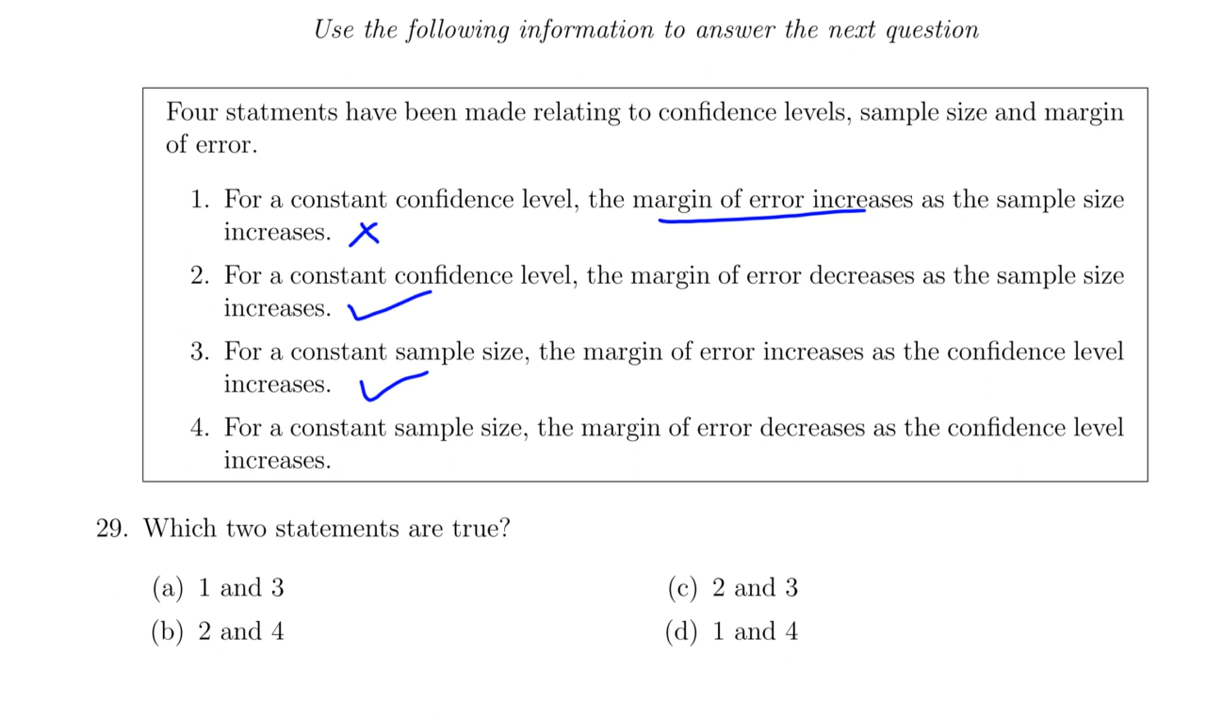 Use the following information to answer the next question
Four statments have been made relating to confidence levels, sample size and margin
of error.
1. For a constant confidence level, the margin of error increases as the sample size
increases.
2. For a constant confidence level, the margin of error decreases as the sample size
increases.
3. For a constant sample size, the margin of error increases as the confidence level
increases.
4. For a constant sample size, the margin of error decreases as the confidence level
increases.
29. Which two statements are true?
(a) 1 and 3
(b) 2 and 4
(c) 2 and 3
(d) 1 and 4